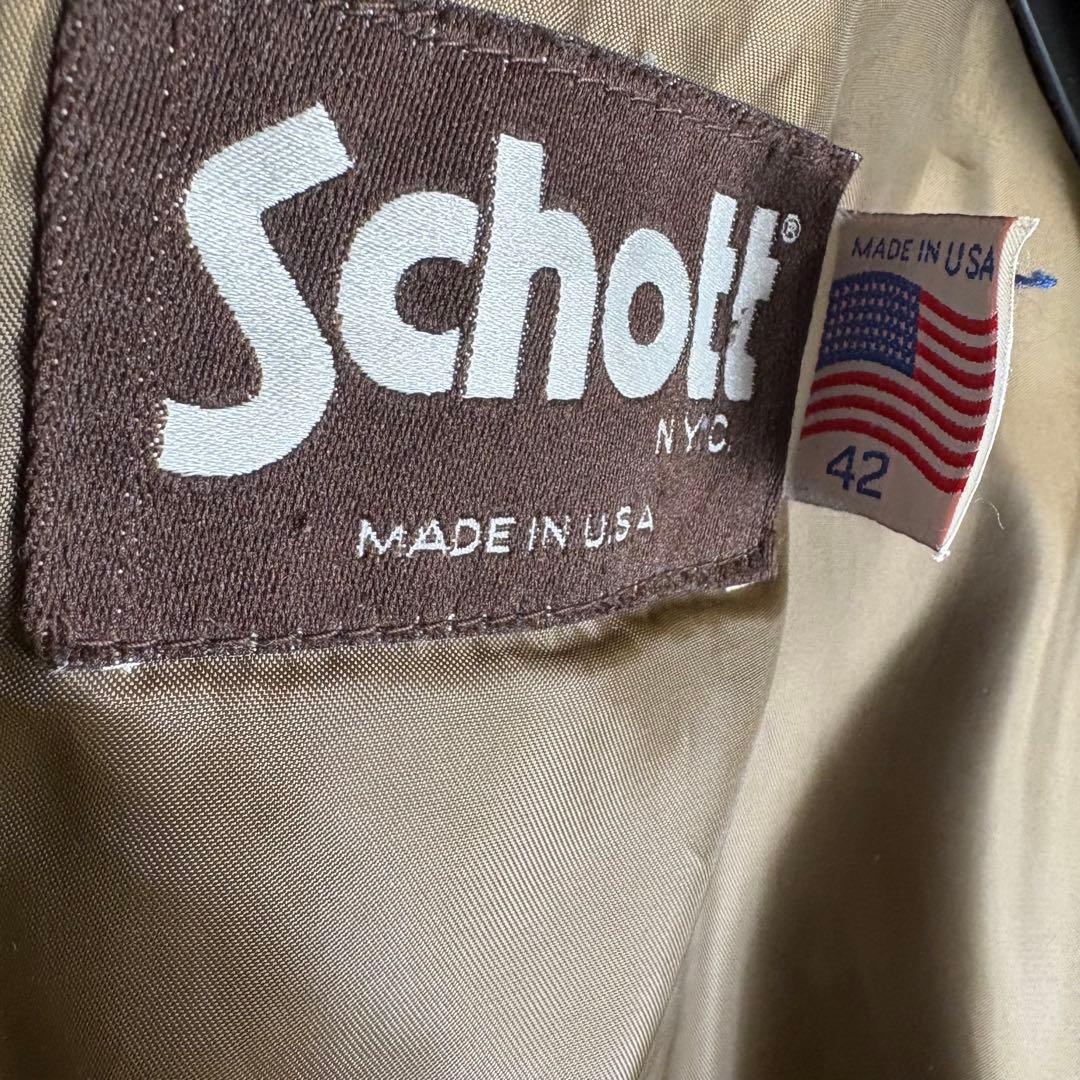 Schott®
N.Y.C.
MADE IN U.S.A
MADE IN USA
42